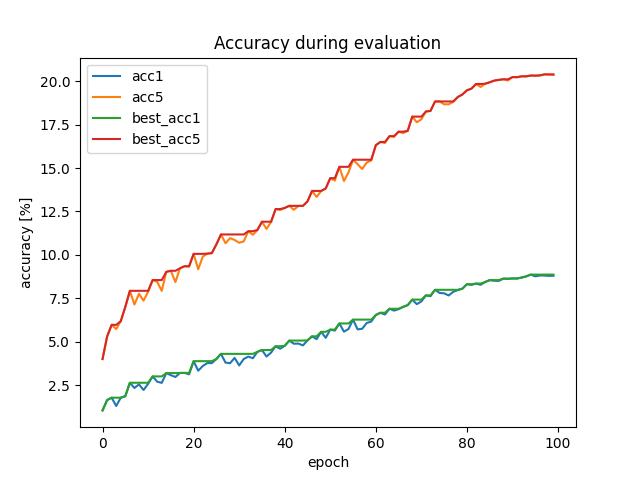 Accuracy during evaluation
acc1
acc5
best_acc1
best_acc5
accuracy [%]
20.0
17.5
15.0
12.5
10.0
7.5
5.0
2.5
0 20 40 60 80 100
epoch